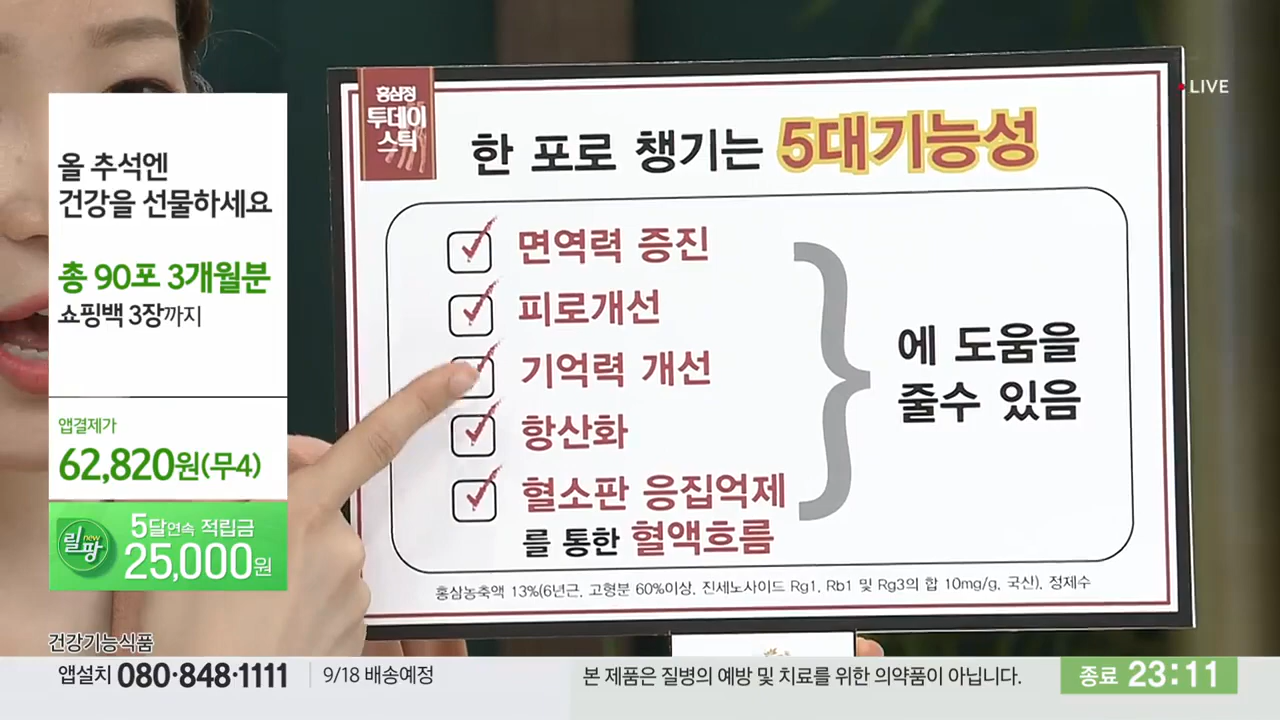 LIVE
올 추석엔
건강을 선물하세요
총 90포 3개월분
쇼핑백 3장까지
앱결제가
62,820원(무4)
릴팡 new
5달연속 적립금
25,000원
홍삼정
투데이
스틱
한 포로 챙기는 5대기능성
면역력 증진
피로개선
기억력 개선
항산화
혈소판 응집억제
를 통한 혈액흐름
에 도움을
줄수 있음
홍삼농축액 13%(6년근, 고형분 60%이상, 진세노사이드 Rg1, Rb1 및 Rg3의 합 10mg/g, 국산), 정제수
건강기능식품
앱설치 080·848·1111 9/18 배송예정
본 제품은 질병의 예방 및 치료를 위한 의약품이 아닙니다.
종료 23:11